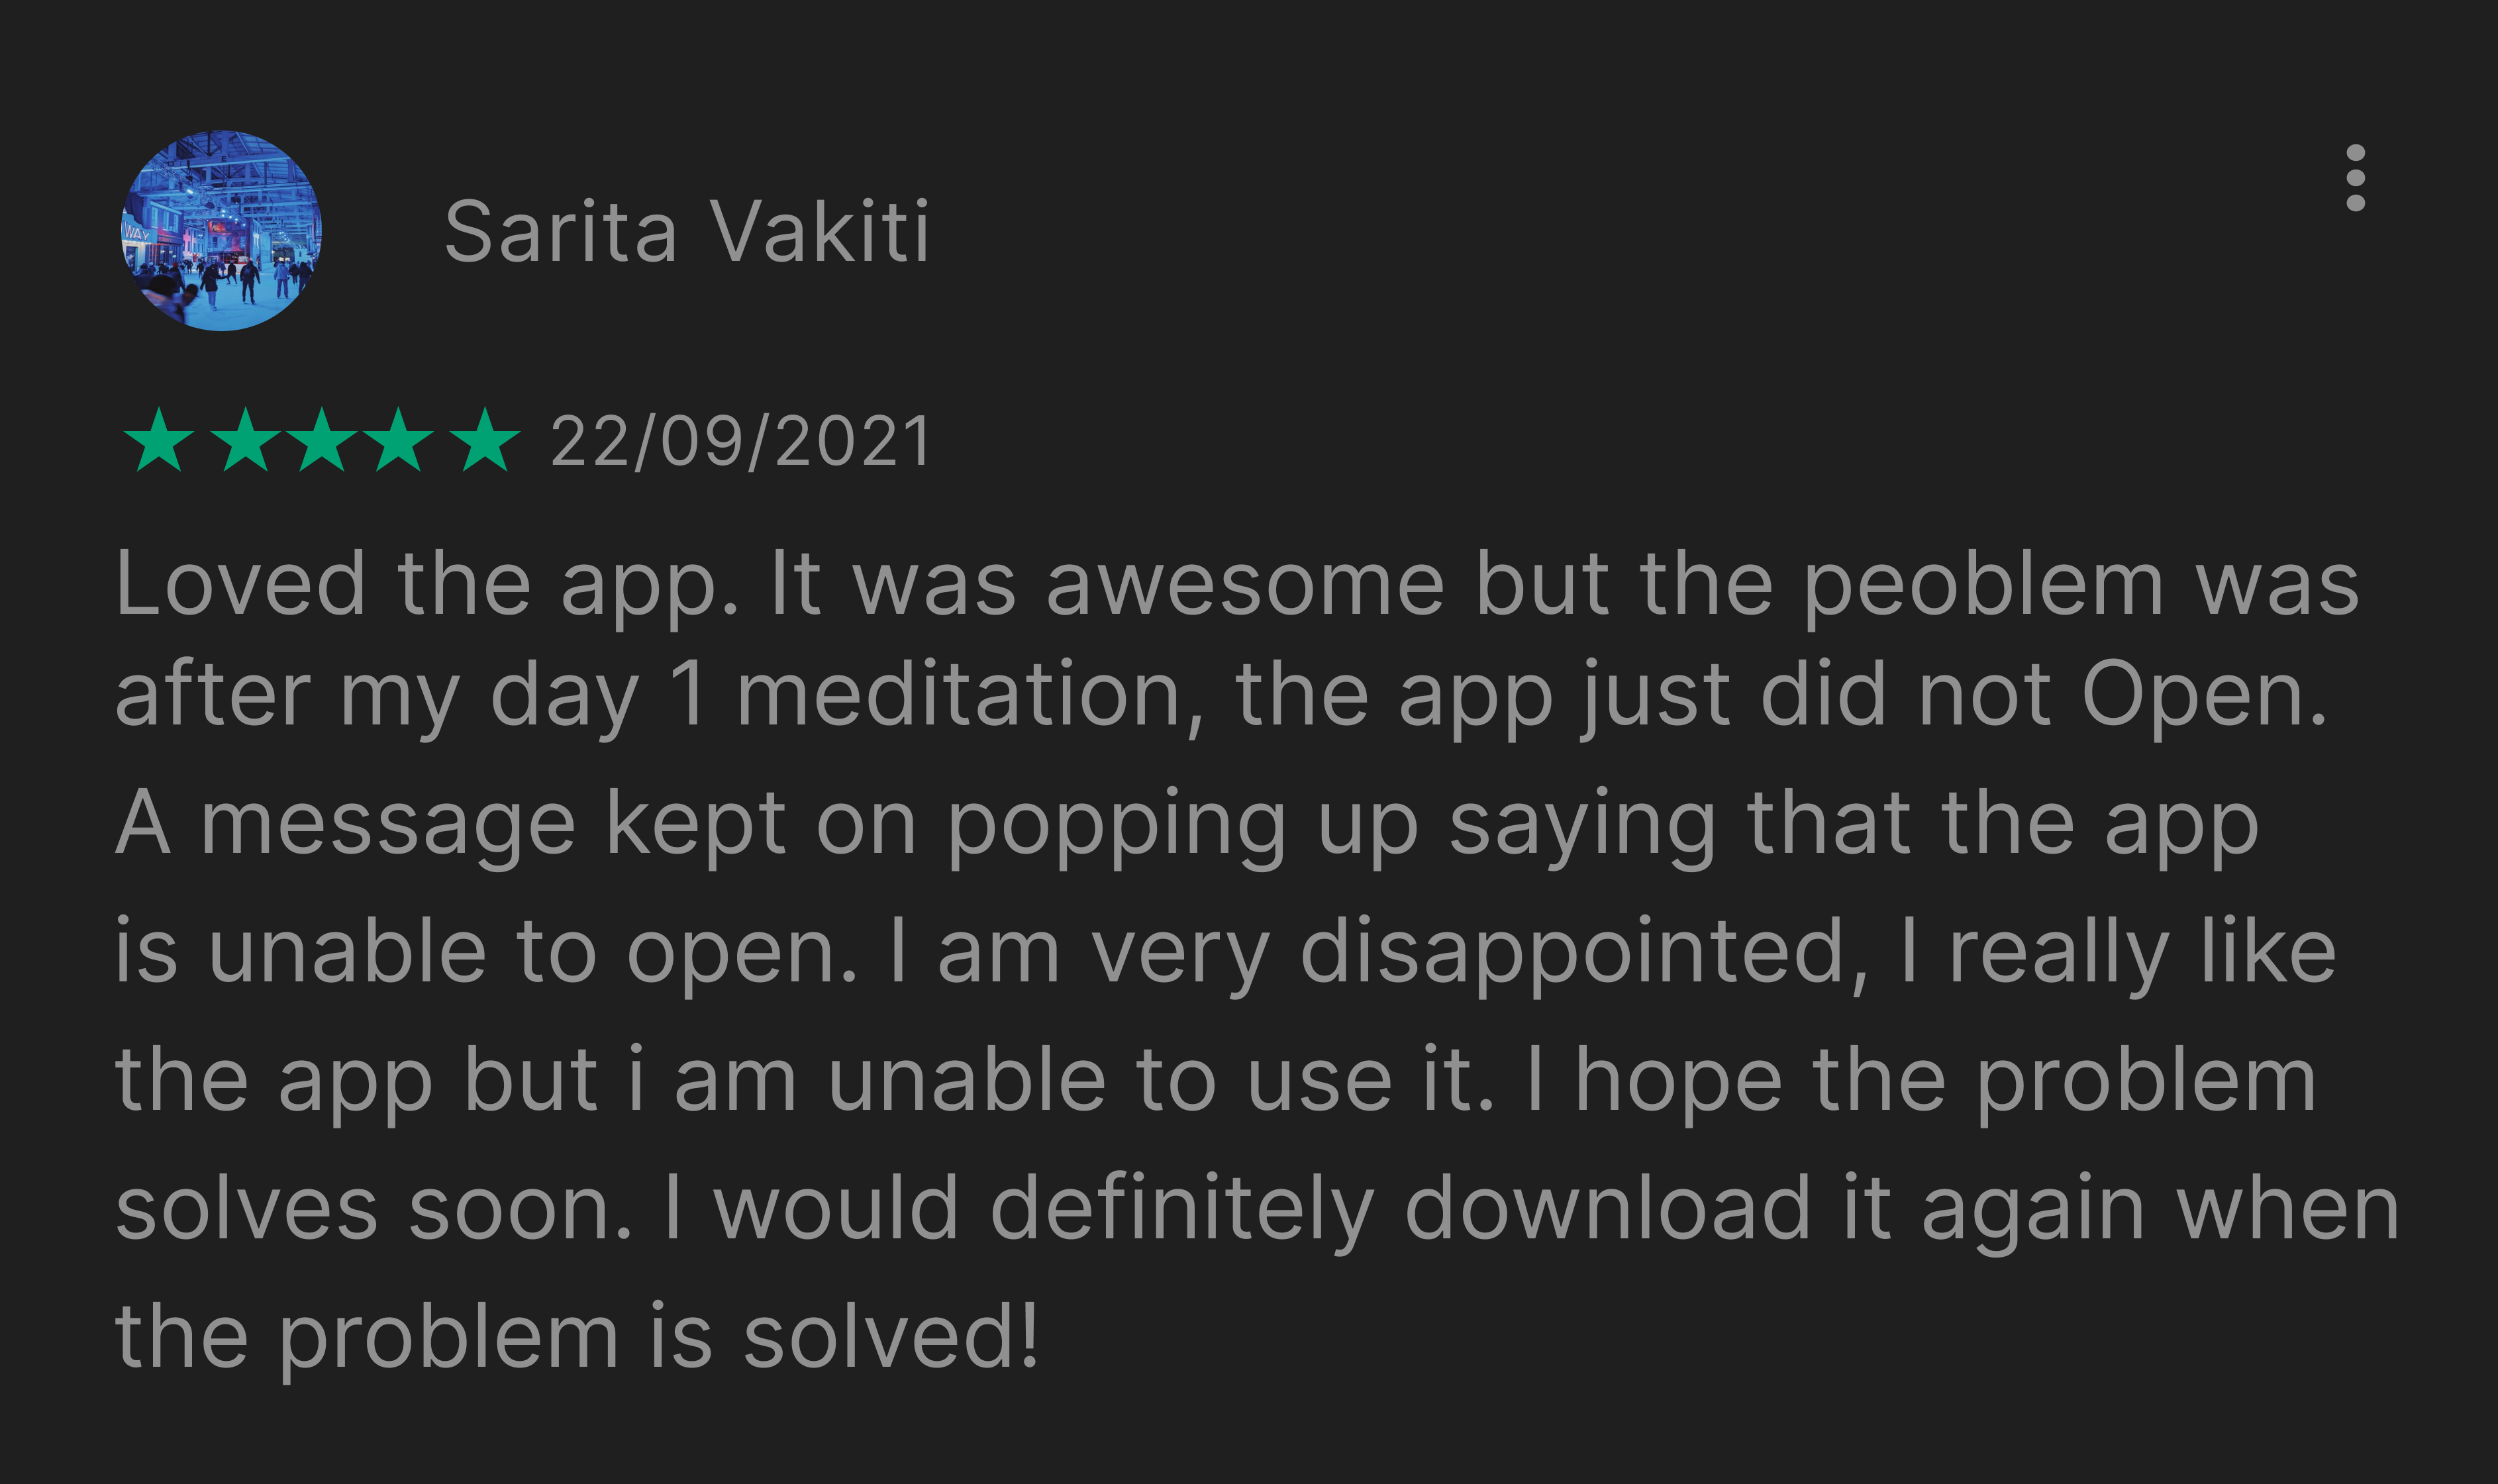 WAY
Sarita Vakiti
22/09/2021
Loved the app. It was awesome but the peoblem was
after my day 1 meditation, the app just did not Open.
A message kept on popping up saying that the app
is unable to open. I am very disappointed, I really like
the app but i am unable to use it. I hope the problem
solves soon. I would definitely download it again when
the problem is solved!